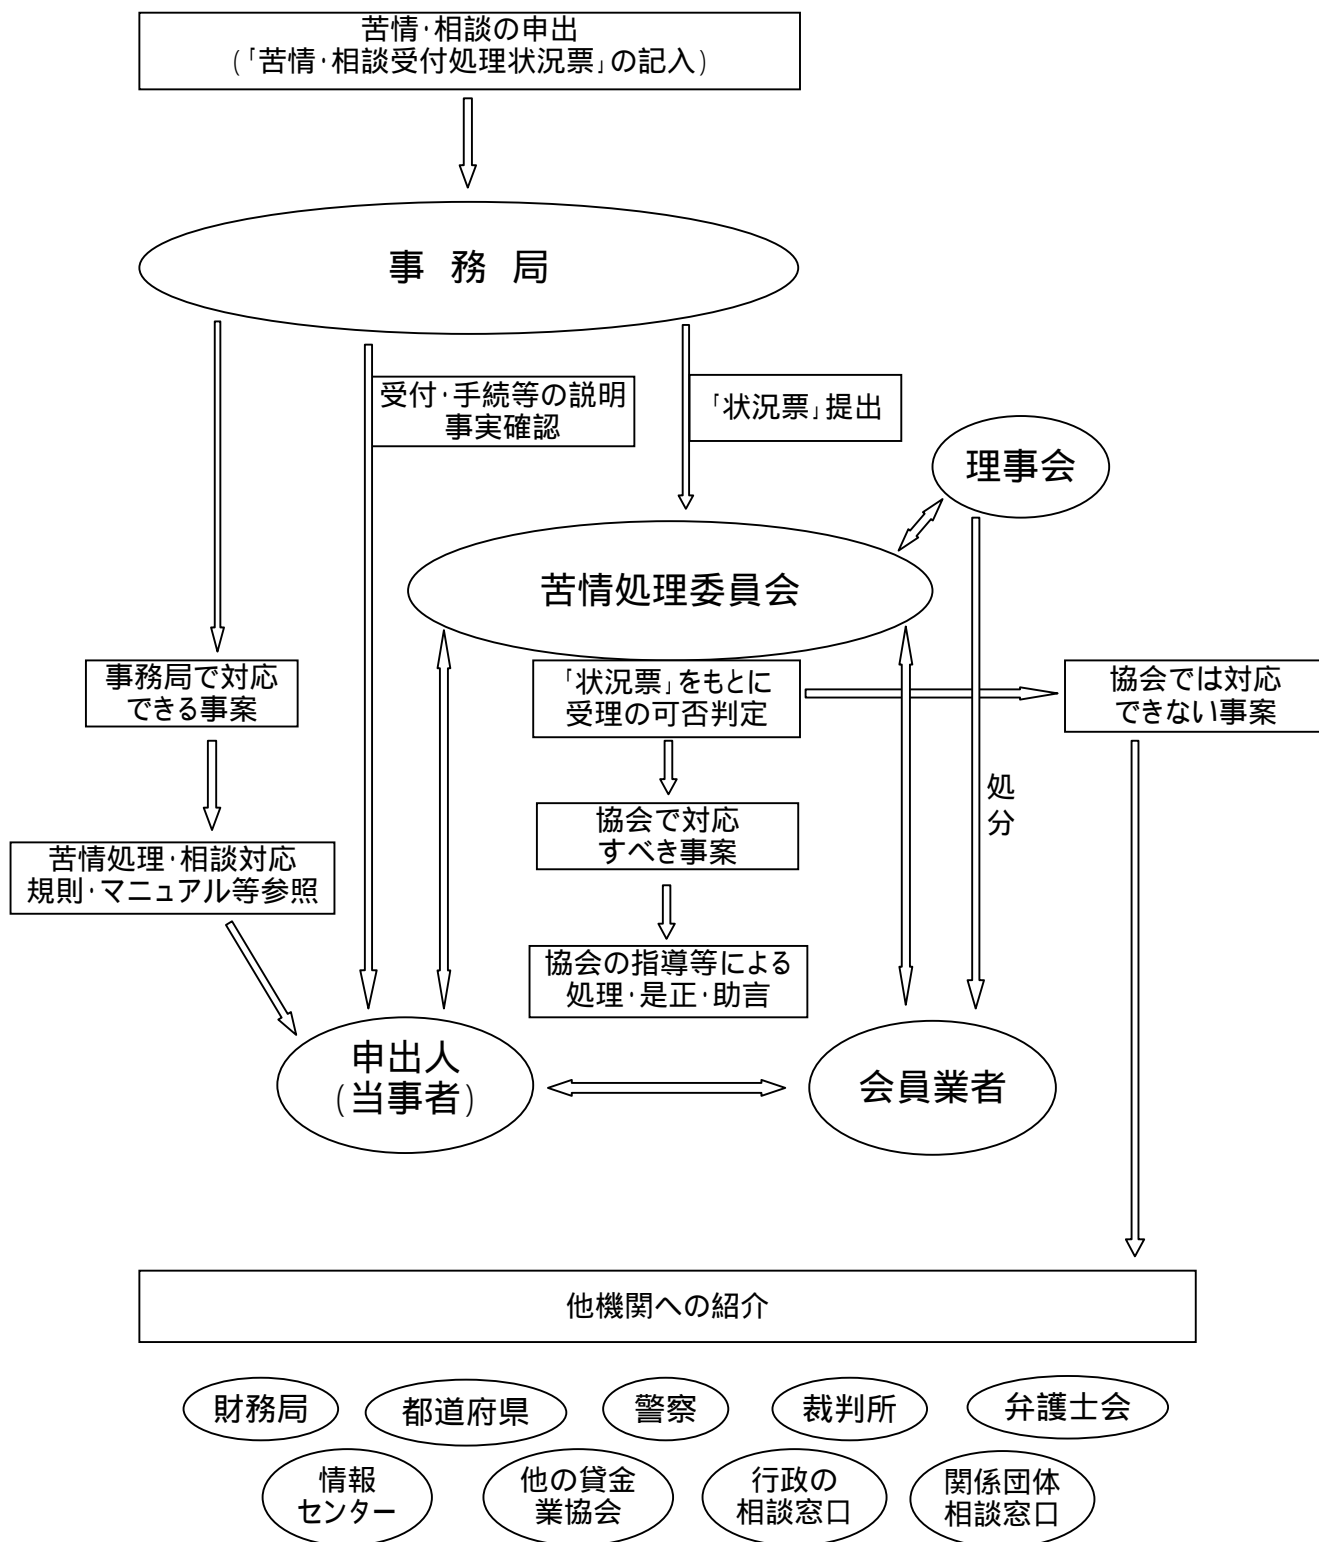 苦情・相談の申出
(「苦情・相談受付処理状況票」の記入)
事 務 局
受付・手続等の説明
事実確認
「状況票」提出
理事会
苦情処理委員会
事務局で対応
できる事案
「状況票」をもとに
受理の可否判定
協会では対応
できない事案
処
分
協会で対応
すべき事案
苦情処理・相談対応
規則・マニュアル等参照
協会の指導等による
処理・是正・助言
申出人
(当事者)
会員業者
他機関への紹介
財務局
都道府県
警察
裁判所
弁護士会
情報
センター
他の貸金
業協会
行政の
相談窓口
関係団体
相談窓口